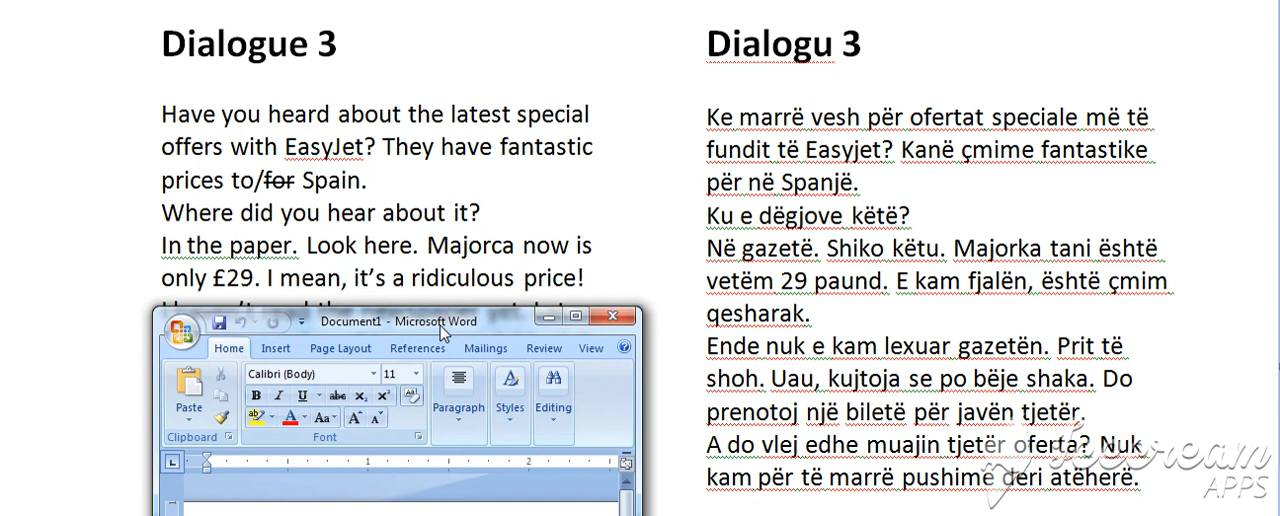 Dialogue 3
Have you heard about the latest special
offers with EasyJet? They have fantastic
prices to/for Spain.
Where did you hear about it?
In the paper. Look here. Majorca now is
only £29. I mean, it’s a ridiculous price!
Document1 - Microsoft Word
Home Insert Page Layout References Mailings Review View
Calibri (Body) 11
B I U abc x₂ x²
Paste
Aa A A
Paragraph Styles Editing
Clipboard Font
1 2
Dialogu 3
Ke marrë vesh për ofertat speciale më të
fundit të Easyjet? Kanë çmime fantastike
për në Spanjë.
Ku e dëgjove këtë?
Në gazetë. Shiko këtu. Majorka tani është
vetëm 29 paund. E kam fjalën, është çmim
qesharak.
Ende nuk e kam lexuar gazetën. Prit të
shoh. Uau, kujtoja se po bëje shaka. Do
prenotoj një biletë për javën tjetër.
A do vlej edhe muajin tjetër oferta? Nuk
kam për të marrë pushime deri atëherë.
Icecream
APPS